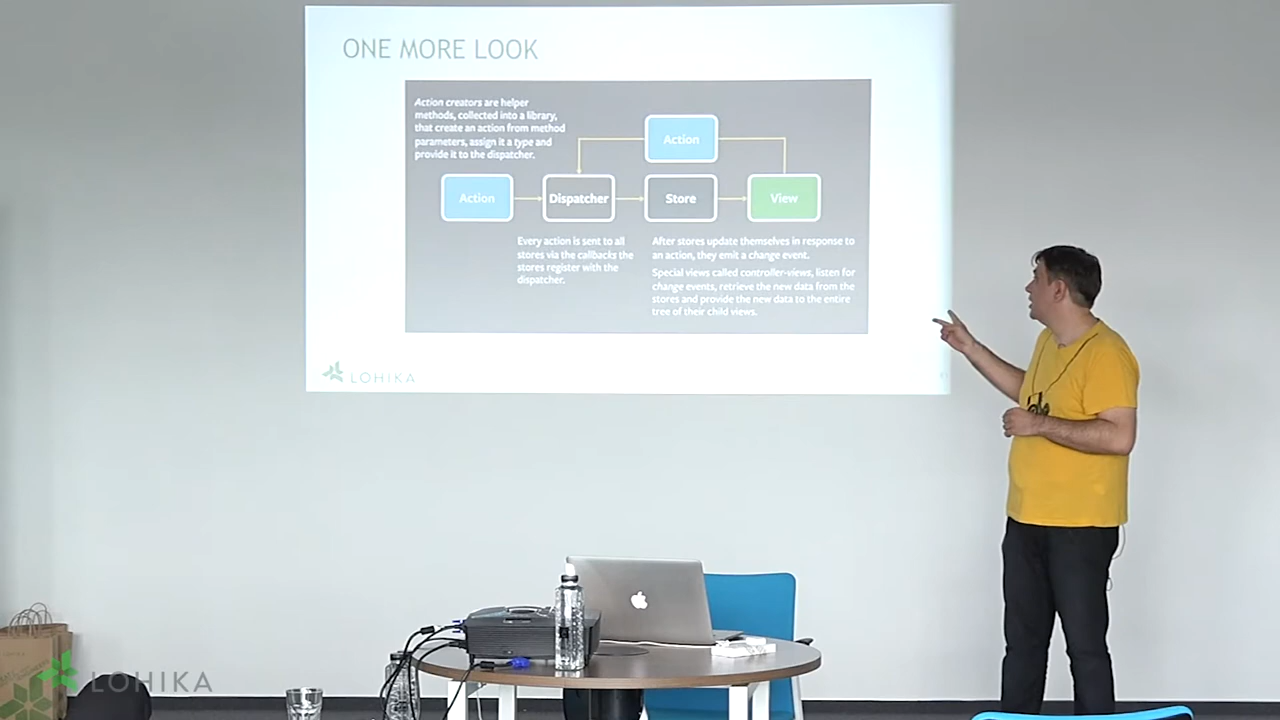 ONE MORE LOOK
Action creators are helper
methods, collected into a library,
that create an action from method
parameters, assign it a type and
provide it to the dispatcher.
Action
Action
Dispatcher
Store
View
Every action is sent to all
stores via the callbacks the
stores register with the
dispatcher.
After stores update themselves in response to
an action, they emit a change event.
Special views called controller-views, listen for
change events, retrieve the new data from the
stores and provide the new data to the entire
tree of their child views.
LOHIKA
LOHIKA